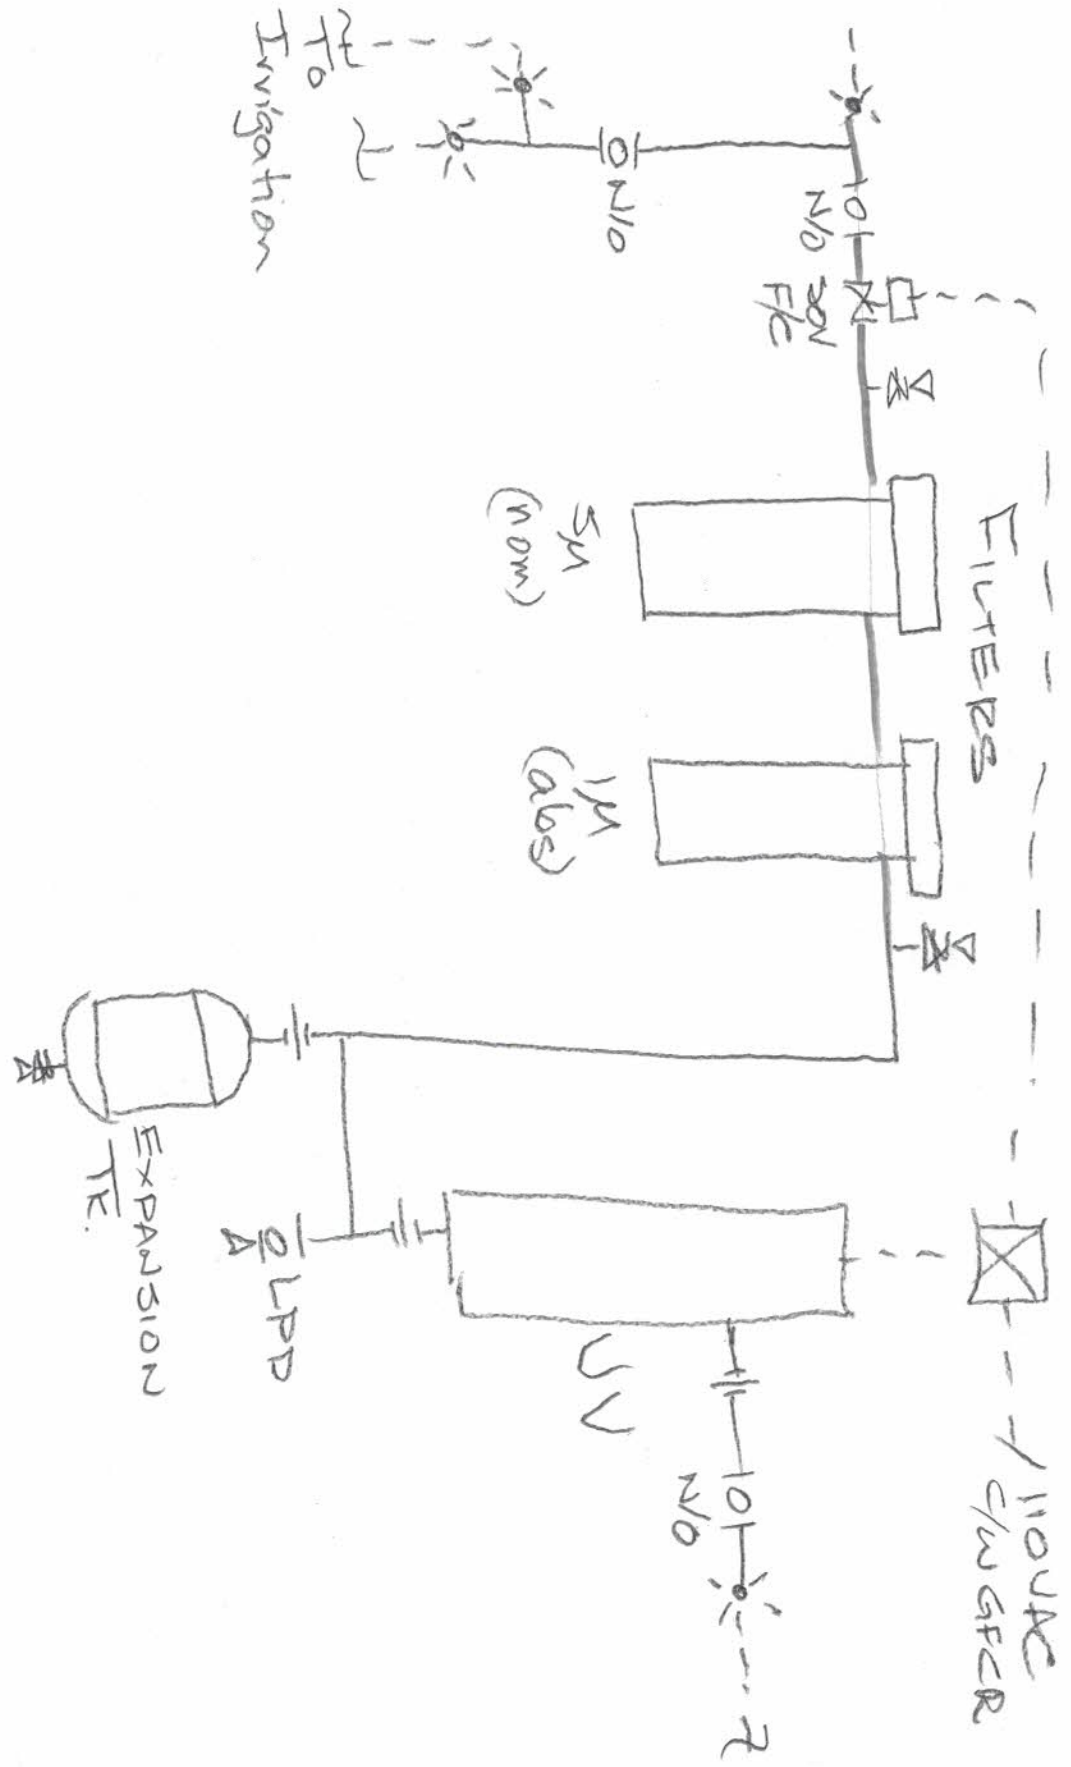 To
Irrigation
N/O
N/O
SOV
F/C
FILTERS
5µ
(nom)
1µ
(abs)
EXPANSION
TK.
LPD
UV
N/O
110VAC
C/W GFCR